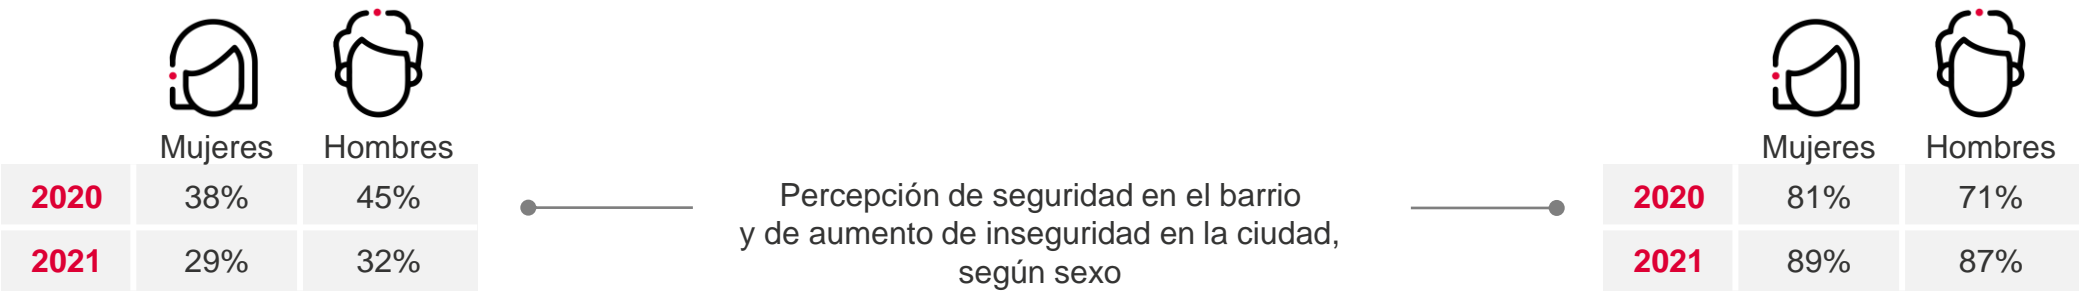 Mujeres Hombres
2020 38% 45%
2021 29% 32%
Percepción de seguridad en el barrio
y de aumento de inseguridad en la ciudad,
según sexo
Mujeres Hombres
2020 81% 71%
2021 89% 87%